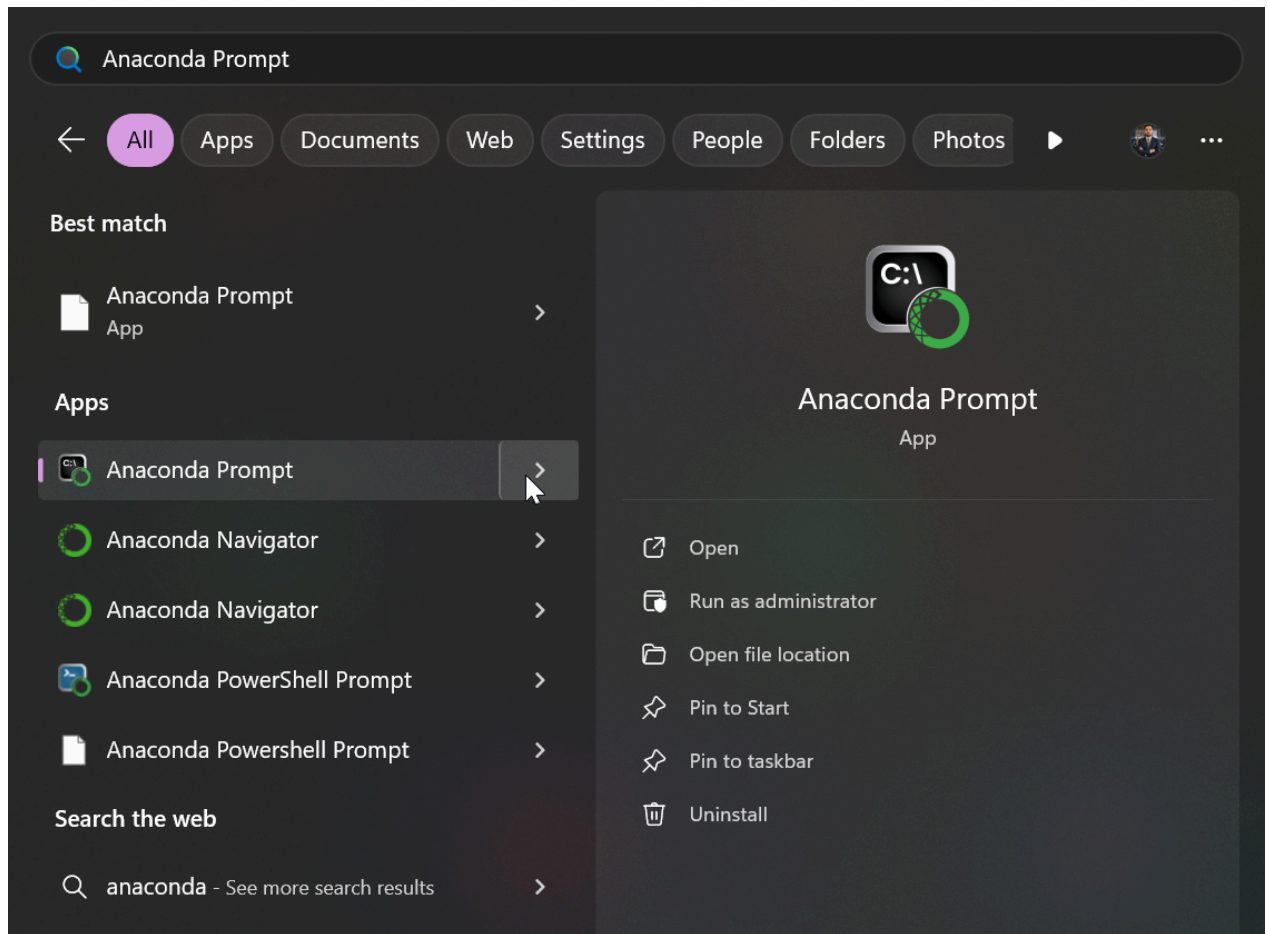 Anaconda Prompt
All
Apps
Documents
Web
Settings
People
Folders
Photos
Best match
Anaconda Prompt
App
Apps
Anaconda Prompt
Anaconda Navigator
Anaconda Navigator
Anaconda PowerShell Prompt
Anaconda Powershell Prompt
Search the web
anaconda - See more search results
C:\
Anaconda Prompt
App
Open
Run as administrator
Open file location
Pin to Start
Pin to taskbar
Uninstall